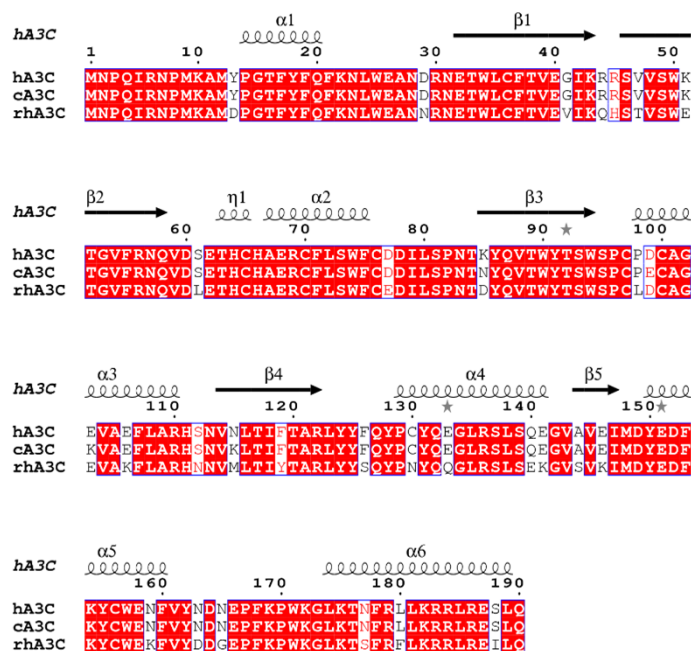 hA3C α1 β1
1 10 20 30 40 50
hA3C MNPQIRNPMKAMYPGTFYFQFKNLWEANDRNETWLCFTVEGIKRRSVVSWK
cA3C MNPQIRNPMKAMYPGTFYFQFKNLWEANDRNETWLCFTVEGIKRRSVVSWK
rhA3C MNPQIRNPMKAMDPGTFYFQFKNLWEANNRNETWLCFTVEVIKQHSTVSWE
hA3C β2 η1 α2 β3
60 70 80 90 100
hA3C TGVFRNQVDSETHCHAERCFLSWFCDDILSPNTKYQVTWYTSWSPCPDCAG
cA3C TGVFRNQVDSETHCHAERCFLSWFCDDILSPNTNYQVTWYTSWSPCPECAG
rhA3C TGVFRNQVDLETHCHAERCFLSWFCEDILSPNTDYQVTWYTSWSPCLDCAG
hA3C α3 β4 α4 β5
110 120 130 140 150
hA3C EVAEFLARHSNVNLTIFTARLYYFQYPCYQEGLRSLSQEGVAVEIMDYEDF
cA3C KVAEFLARHSNVNLTIFTARLYYFQYPCYQEGLRSLSQEGVAVEIMDYEDF
rhA3C EVAKFLARHNNVMLTIYTARLYYSQYPNYQQGLRSLSEKGVSVKIMDYEDF
hA3C α5 α6
160 170 180 190
hA3C KYCWENFVYNDNEPFKPWKGLKTNFRLLKRRLRESLQ
cA3C KYCWENFVYNDNEPFKPWKGLKTNFRLLKRRLRESLQ
rhA3C KYCWEKFVYDDGEPFKPWKGLKTSFRFLKRRLREILQ